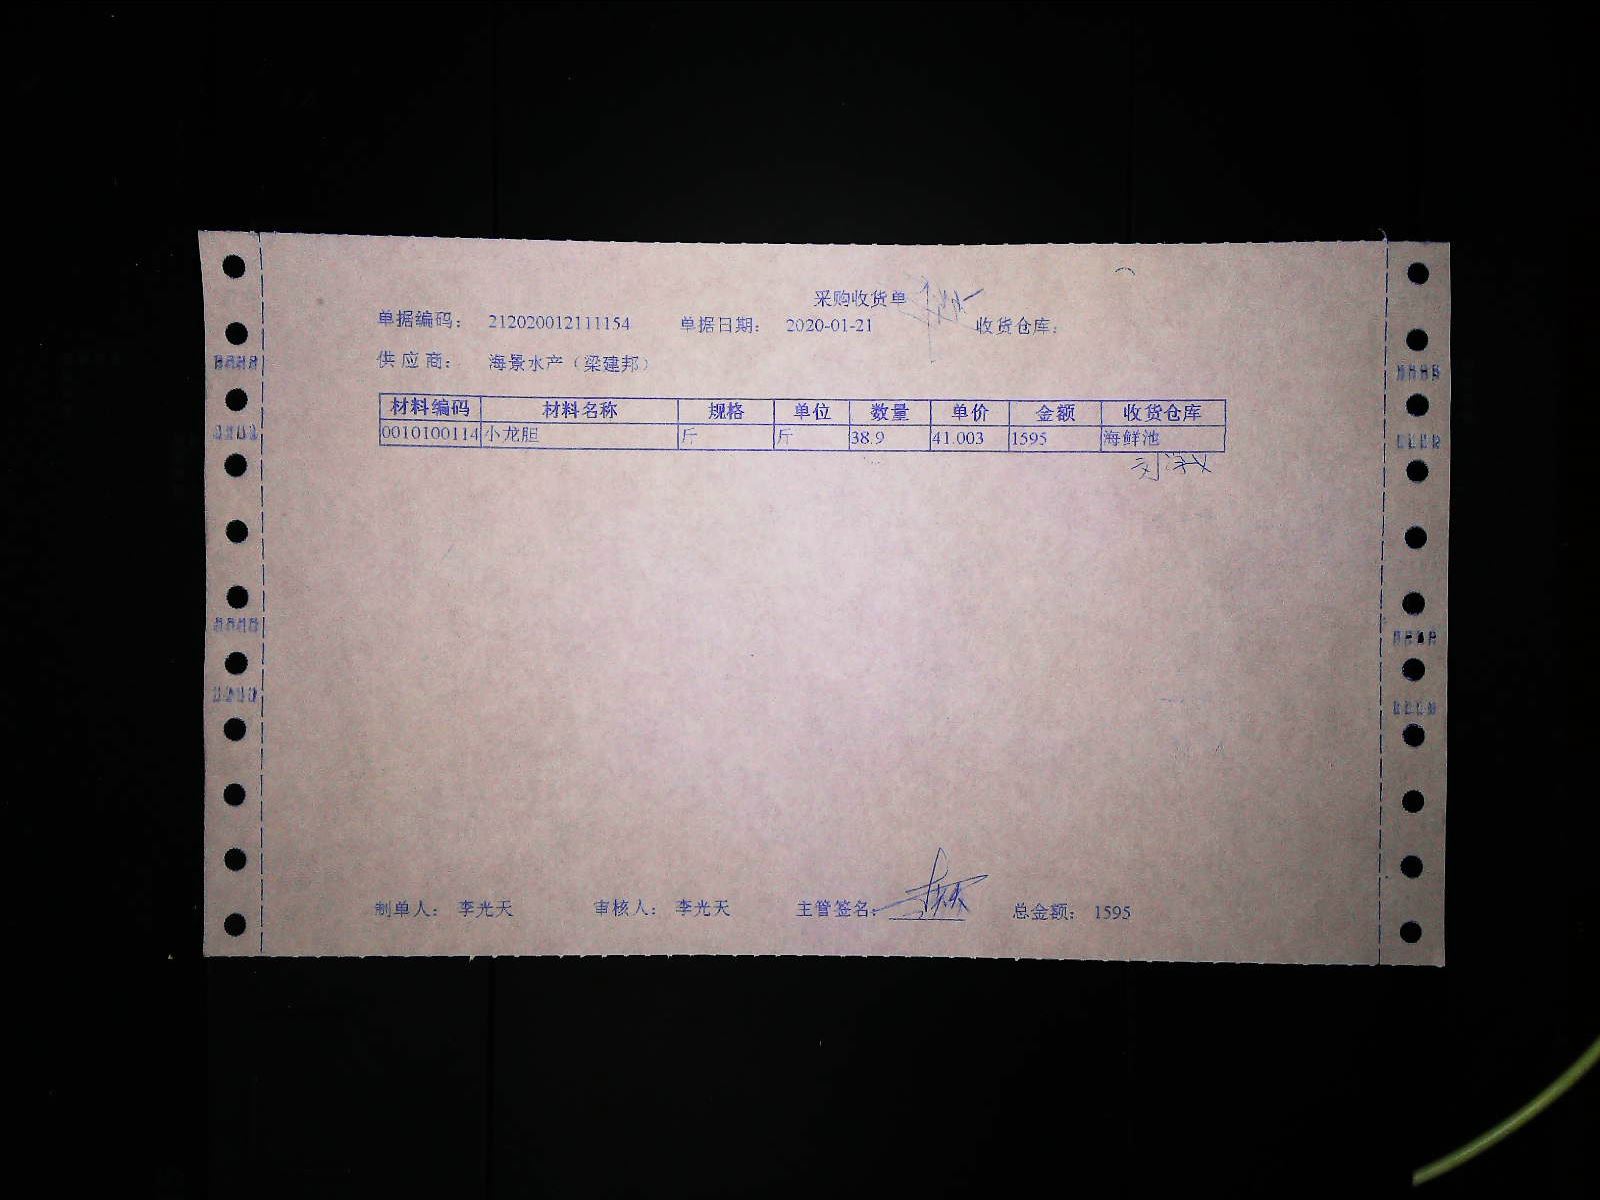 采购收货单
单据编码： 212020012111154 单据日期： 2020-01-21 收货仓库：
供 应 商： 海景水产（梁建邦）
材料编码 材料名称 规格 单位 数量 单价 金额 收货仓库
0010100114 小龙胆 斤 斤 38.9 41.003 1595 海鲜池
制单人： 李光天 审核人： 李光天 主管签名： 总金额： 1595